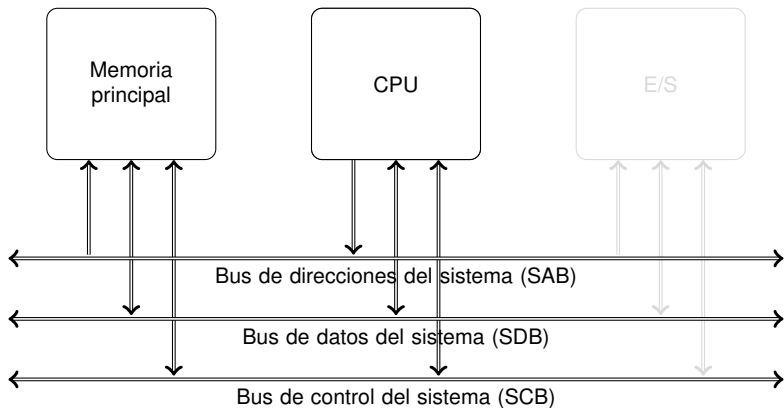 Memoria
principal
CPU
E/S
Bus de direcciones del sistema (SAB)
Bus de datos del sistema (SDB)
Bus de control del sistema (SCB)